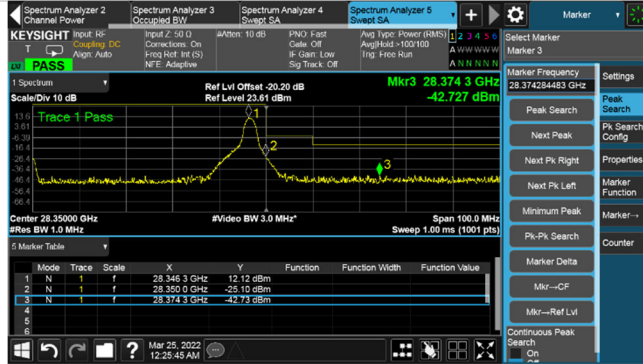 Spectrum Analyzer 2
Channel Power
Spectrum Analyzer 3
Occupied BW
Spectrum Analyzer 4
Swept SA
Spectrum Analyzer 5
Swept SA
Marker
KEYSIGHT
Input: RF
Coupling: DC
Align: Auto
Input Z: 50 Ω
Corrections: On
Freq Ref: Int (S)
NFE: Adaptive
#Atten: 10 dB
PNO: Fast
Gate: Off
IF Gain: Low
Sig Track: Off
Avg Type: Power (RMS)
Avg|Hold:>100/100
Trig: Free Run
1 2 3 4 5 6
A W W W W W
A N N N N N
PASS
Select Marker
Marker 3
1 Spectrum
Scale/Div 10 dB
Ref Lvl Offset -20.20 dB
Ref Level 23.61 dBm
Mkr3 28.374 3 GHz
-42.727 dBm
Trace 1 Pass
13.6
3.61
-6.39
-16.4
-26.4
-36.4
-46.4
-56.4
-66.4
1
2
3
Center 28.35000 GHz
#Res BW 1.0 MHz
#Video BW 3.0 MHz*
Span 100.0 MHz
Sweep 1.00 ms (1001 pts)
5 Marker Table
Mode Trace Scale X Y Function Function Width Function Value
1 N 1 f 28.346 3 GHz 12.12 dBm
2 N 1 f 28.350 0 GHz -25.10 dBm
3 N 1 f 28.374 3 GHz -42.73 dBm
4
5
6
Mar 25, 2022
12:25:45 AM
Marker Frequency
28.374284483 GHz
Peak Search
Next Peak
Next Pk Right
Next Pk Left
Minimum Peak
Pk-Pk Search
Marker Delta
Mkr→CF
Mkr→Ref Lvl
Continuous Peak
Search
On
Off
Settings
Peak
Search
Pk Search
Config
Properties
Marker
Function
Marker→
Counter